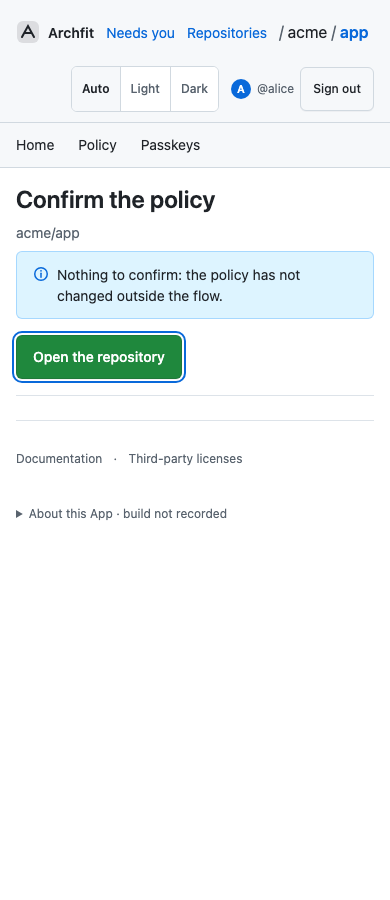 Archfit Needs you Repositories / acme / app
Auto Light Dark A @alice Sign out
Home Policy Passkeys
Confirm the policy
acme/app
Nothing to confirm: the policy has not
changed outside the flow.
Open the repository
Documentation · Third-party licenses
About this App · build not recorded